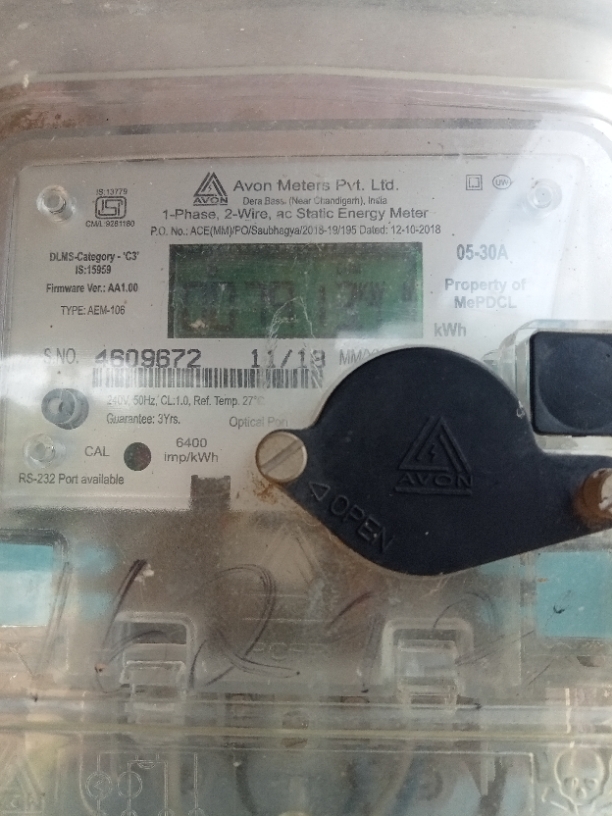 IS:13779
CM/L:9261160
AVON
Avon Meters Pvt. Ltd.
Dera Bassi (Near Chandigarh), India
1-Phase, 2-Wire, ac Static Energy Meter
P.O. No.: ACE(MM)/PO/Saubhagya/2018-19/195 Dated: 12-10-2018
DLMS-Category - 'C3'
IS:15959
Firmware Ver.: AA1.00
TYPE: AEM-106
05-30A
Property of
MePDCL
kWh
S.NO. 4609672 11/18
240V, 50Hz, CL:1.0, Ref. Temp. 27°C
Guarantee: 3Yrs.
Optical
CAL
6400
imp/kWh
RS-232 Port available
AVON
OPEN